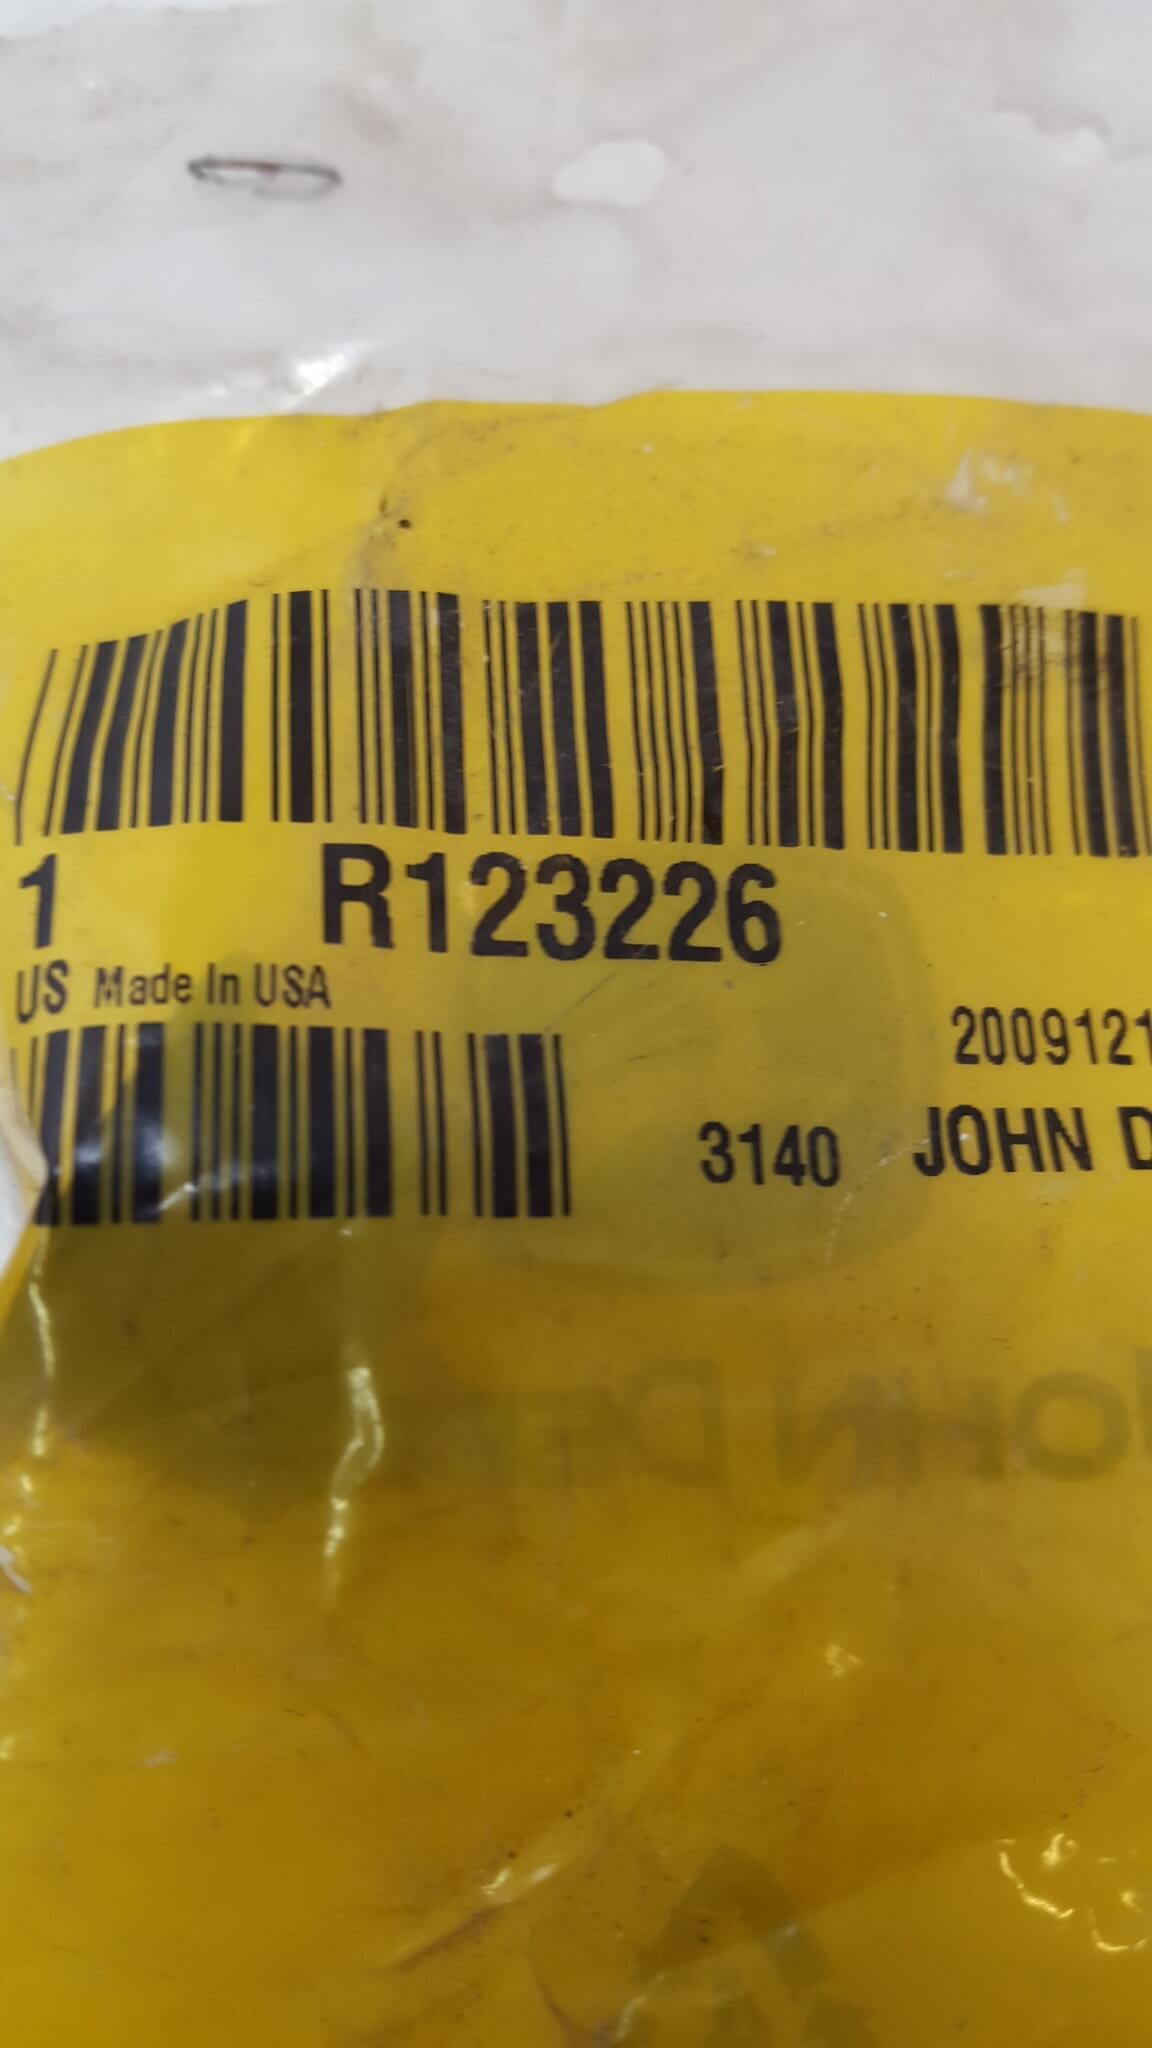 1 R123226
US Made In USA
2009121
3140 JOHN D